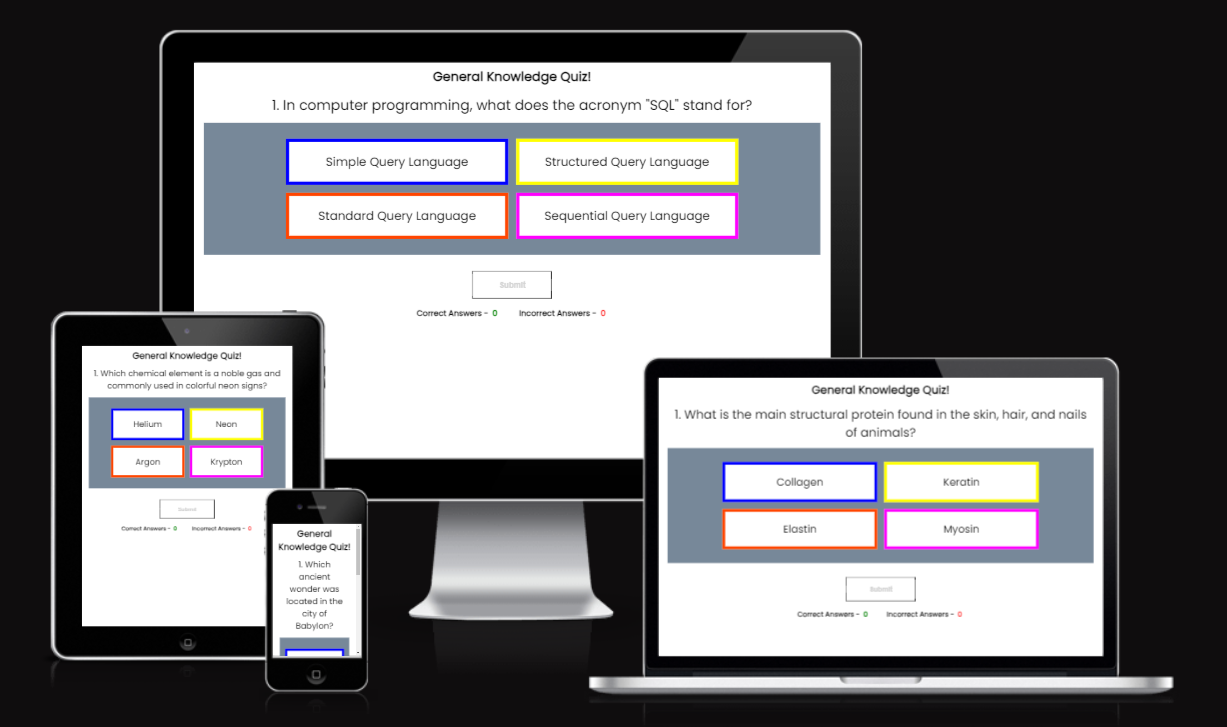 General Knowledge Quiz!
1. In computer programming, what does the acronym "SQL" stand for?
Simple Query Language
Structured Query Language
Standard Query Language
Sequential Query Language
Submit
Correct Answers - 0
Incorrect Answers - 0
General Knowledge Quiz!
1. Which chemical element is a noble gas and
commonly used in colorful neon signs?
Helium
Neon
Argon
Krypton
Submit
Correct Answers - 0
Incorrect Answers - 0
General
Knowledge Quiz!
1. Which
ancient
wonder was
located in the
city of
Babylon?
General Knowledge Quiz!
1. What is the main structural protein found in the skin, hair, and nails
of animals?
Collagen
Keratin
Elastin
Myosin
Submit
Correct Answers - 0
Incorrect Answers - 0